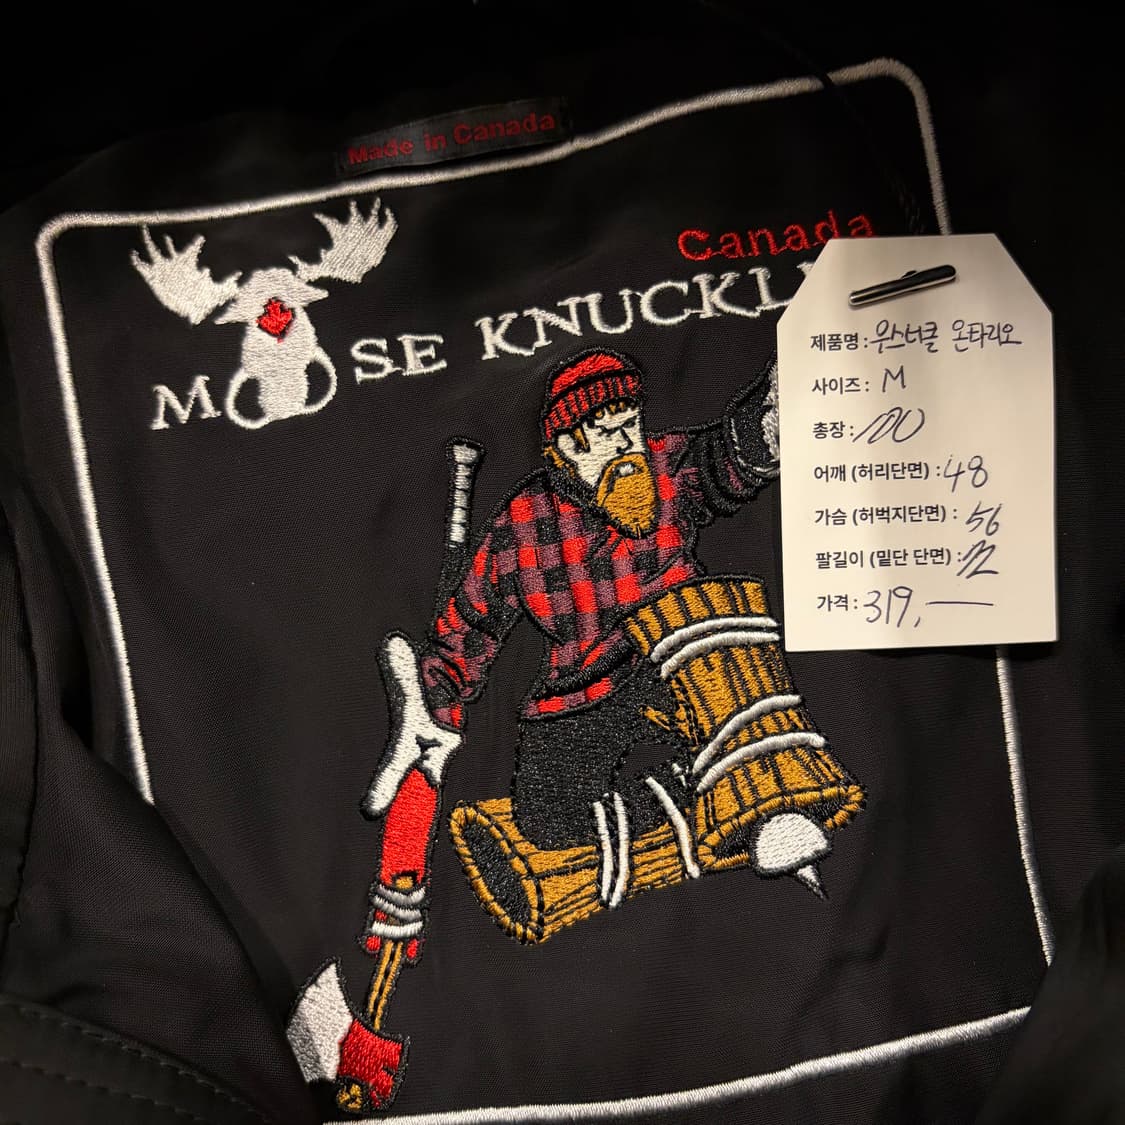 Made in Canada
Canada
MOOSE KNUCKL
제품명: 무스너클 온타리오
사이즈: M
총장: 100
어깨 (허리단면) : 48
가슴 (허벅지단면) : 56
팔길이 (밑단 단면) :
가격: 319,—